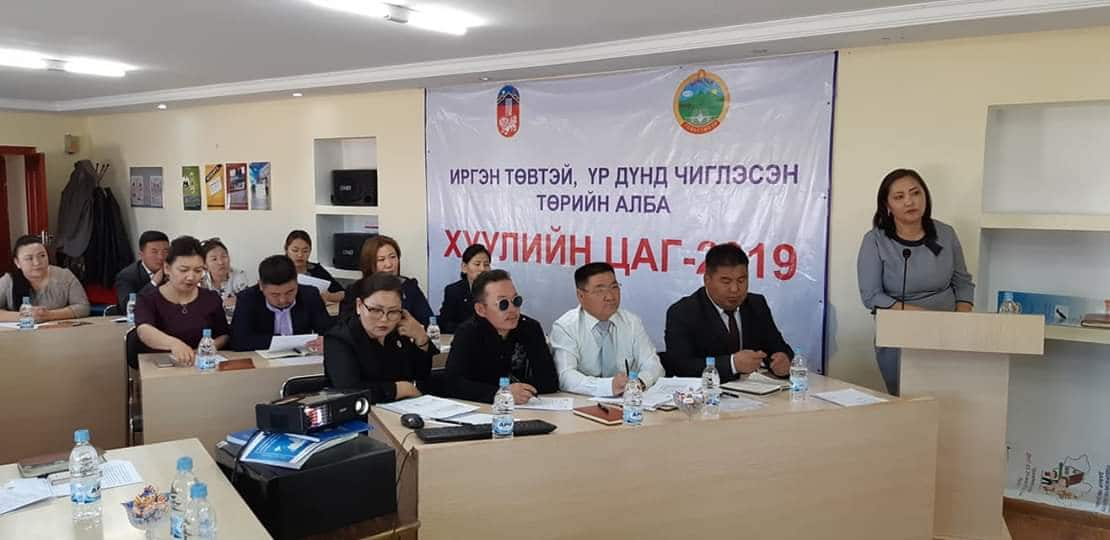 ИРГЭН ТӨВТЭЙ, ҮР ДҮНД ЧИГЛЭСЭН
ТӨРИЙН АЛБА
ХУУЛИЙН ЦАГ-2019